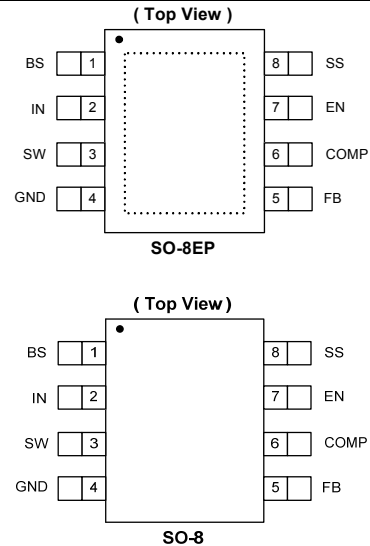 ( Top View )
BS 1 8 SS
IN 2 7 EN
SW 3 6 COMP
GND 4 5 FB
SO-8EP
( Top View )
BS 1 8 SS
IN 2 7 EN
SW 3 6 COMP
GND 4 5 FB
SO-8